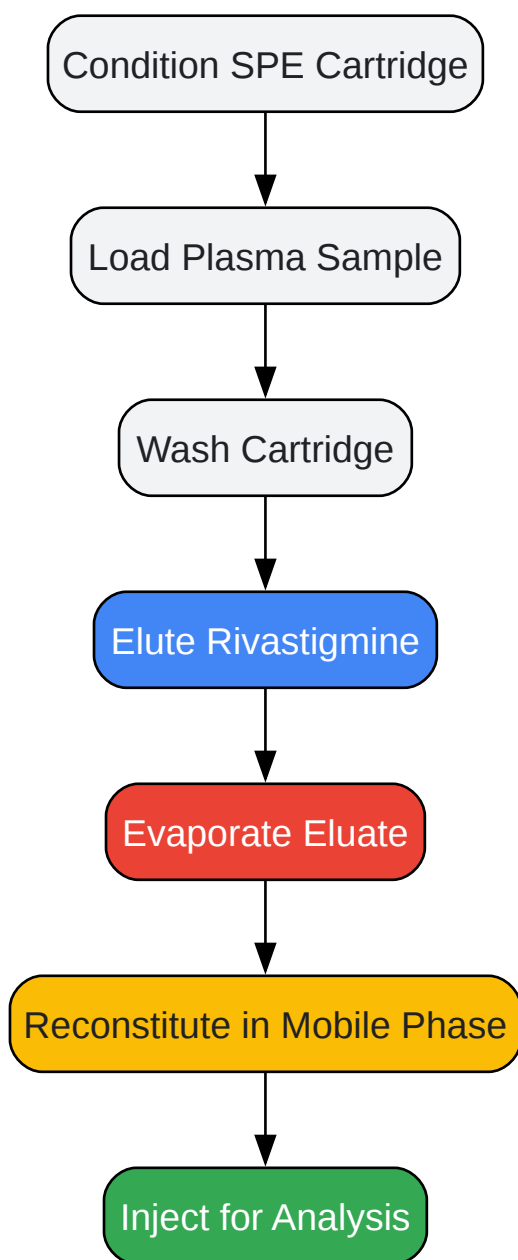 Condition SPE Cartridge
Load Plasma Sample
Wash Cartridge
Elute Rivastigmine
Evaporate Eluate
Reconstitute in Mobile Phase
Inject for Analysis